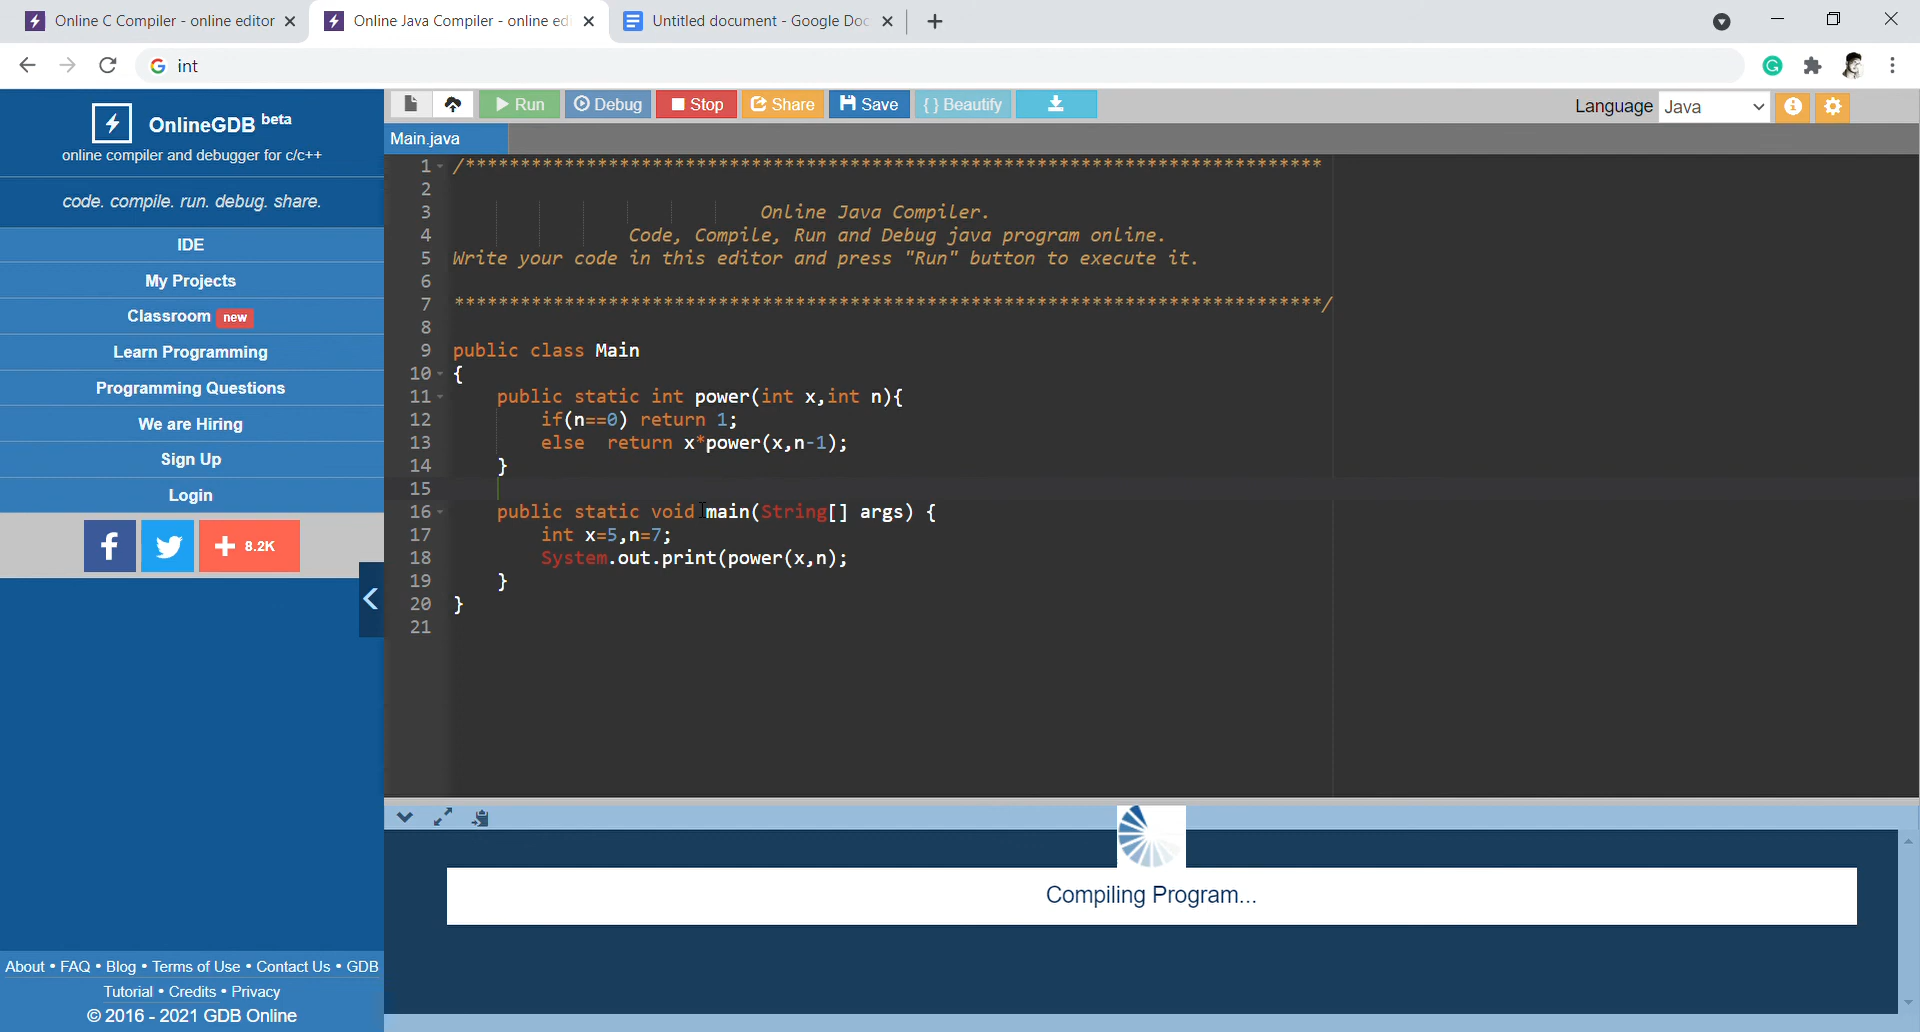 Online C Compiler - online editor
Online Java Compiler - online edi
Untitled document - Google Doc
int
OnlineGDB beta
online compiler and debugger for c/c++
code. compile. run. debug. share.
IDE
My Projects
Classroom new
Learn Programming
Programming Questions
We are Hiring
Sign Up
Login
8.2K
About • FAQ • Blog • Terms of Use • Contact Us • GDB
Tutorial • Credits • Privacy
© 2016 - 2021 GDB Online
Run Debug Stop Share Save { } Beautify
Language Java
Main.java
1 /******************************************************************************
2
3 Online Java Compiler.
4 Code, Compile, Run and Debug java program online.
5 Write your code in this editor and press "Run" button to execute it.
6
7 *******************************************************************************/
8
9 public class Main
10 {
11 public static int power(int x,int n){
12 if(n==0) return 1;
13 else  return x*power(x,n-1);
14 }
15
16 public static void main(String[] args) {
17 int x=5,n=7;
18 System.out.print(power(x,n);
19 }
20 }
21
Compiling Program...